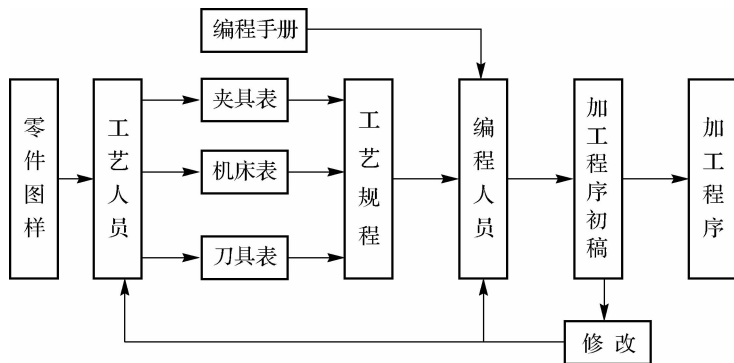 编程手册
零件图样
工艺人员
夹具表
机床表
刀具表
工艺规程
编程人员
加工程序初稿
加工程序
修改